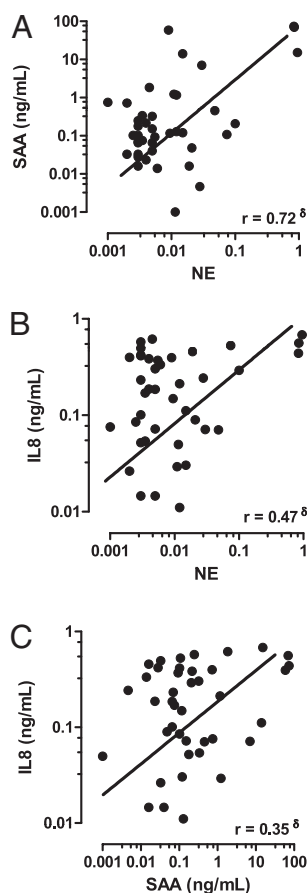 A
SAA (ng/mL)
100
10
1
0.1
0.01
0.001
0.001 0.01 0.1 1
NE
r = 0.72 δ
B
IL8 (ng/mL)
1
0.1
0.01
0.001 0.01 0.1 1
NE
r = 0.47 δ
C
IL8 (ng/mL)
1
0.1
0.01
0.001 0.01 0.1 1 10 100
SAA (ng/mL)
r = 0.35 δ